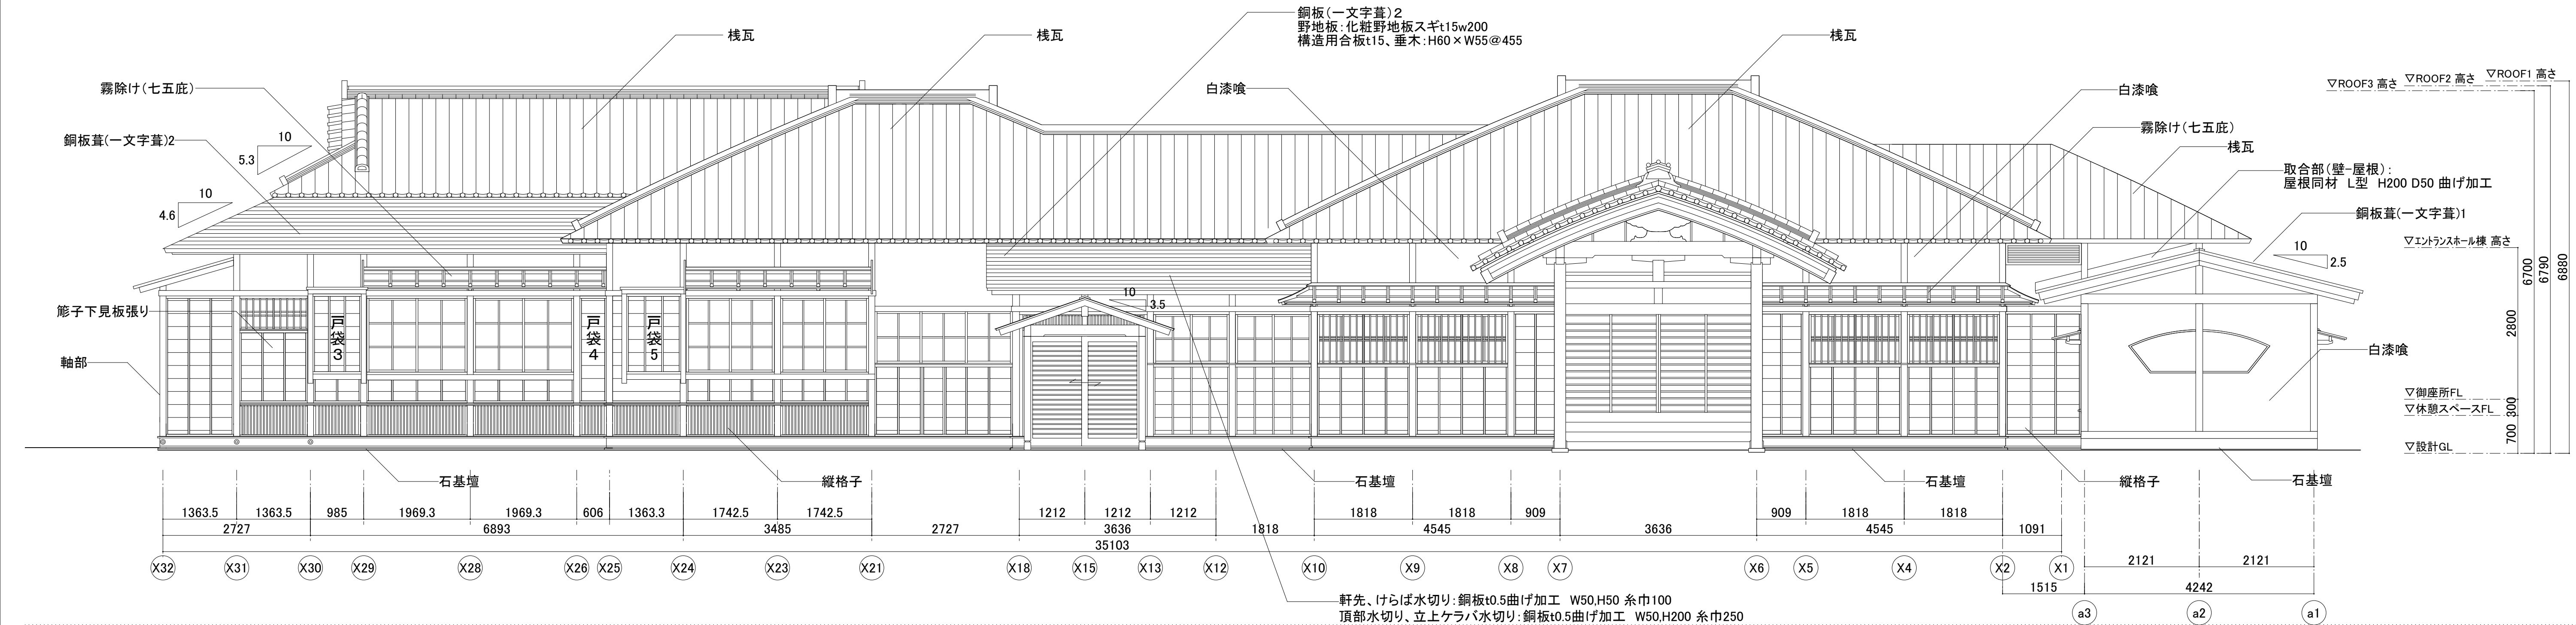 銅板(一文字葺)2
野地板:化粧野地板スギt15w200
構造用合板t15、垂木:H60×W55@455
桟瓦
桟瓦
桟瓦
▽ROOF3 高さ
▽ROOF2 高さ
▽ROOF1 高さ
霧除け(七五庇)
白漆喰
白漆喰
霧除け(七五庇)
銅板葺(一文字葺)2
10
5.3
桟瓦
取合部(壁-屋根):
屋根同材 L型 H200 D50 曲げ加工
10
4.6
銅板葺(一文字葺)1
▽エントランスホール棟 高さ
10
2.5
6700
6790
6880
10
3.5
下見板張り
戸袋3
戸袋4
戸袋5
2800
軸部
白漆喰
▽御座所FL
300
▽休憩スペースFL
700
▽設計GL
石基壇
縦格子
石基壇
石基壇
縦格子
石基壇
1363.5
1363.5
985
1969.3
1969.3
606
1363.3
1742.5
1742.5
1212
1212
1212
1818
1818
909
909
1818
1818
2727
6893
3485
2727
3636
1818
4545
3636
4545
1091
35103
X32
X31
X30
X29
X28
X26
X25
X24
X23
X21
X18
X15
X13
X12
X10
X9
X8
X7
X6
X5
X4
X2
X1
2121
2121
1515
4242
軒先、けらば水切り:銅板t0.5曲げ加工 W50,H50 糸巾100
頂部水切り、立上ケラバ水切り:銅板t0.5曲げ加工 W50,H200 糸巾250
a3
a2
a1